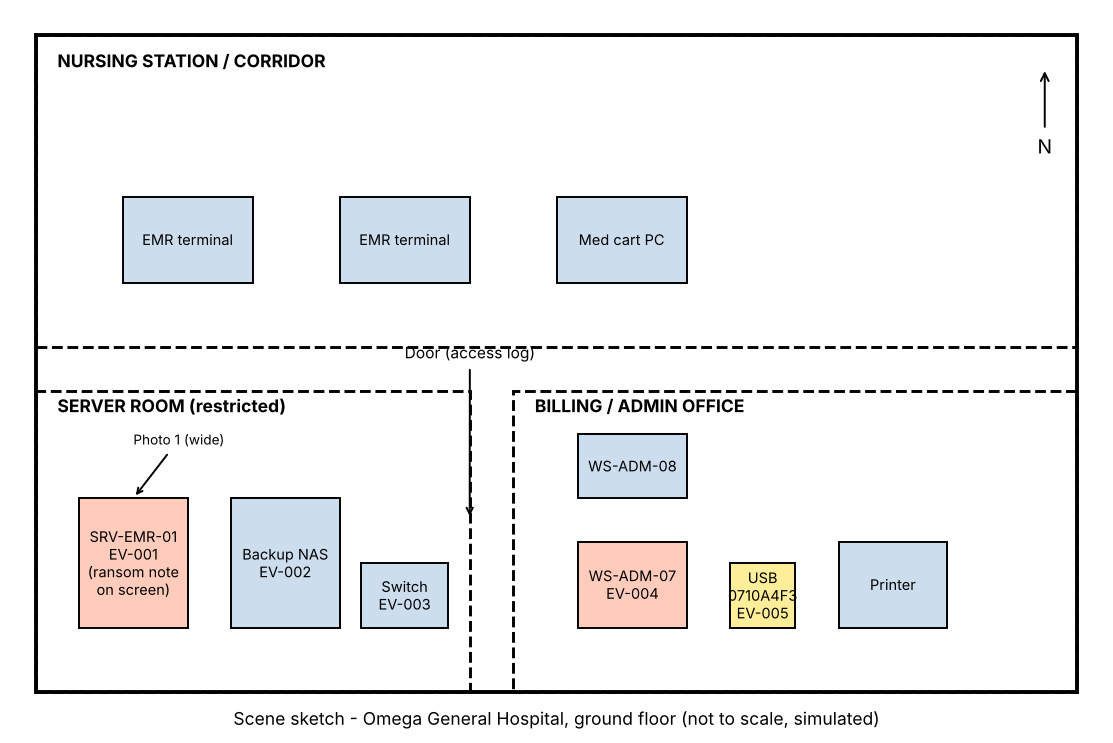 NURSING STATION / CORRIDOR
N
EMR terminal
EMR terminal
Med cart PC
Door (access log)
SERVER ROOM (restricted)
BILLING / ADMIN OFFICE
Photo 1 (wide)
WS-ADM-08
SRV-EMR-01
EV-001
(ransom note
on screen)
Backup NAS
EV-002
Switch
EV-003
WS-ADM-07
EV-004
USB
0710A4F3
EV-005
Printer
Scene sketch - Omega General Hospital, ground floor (not to scale, simulated)